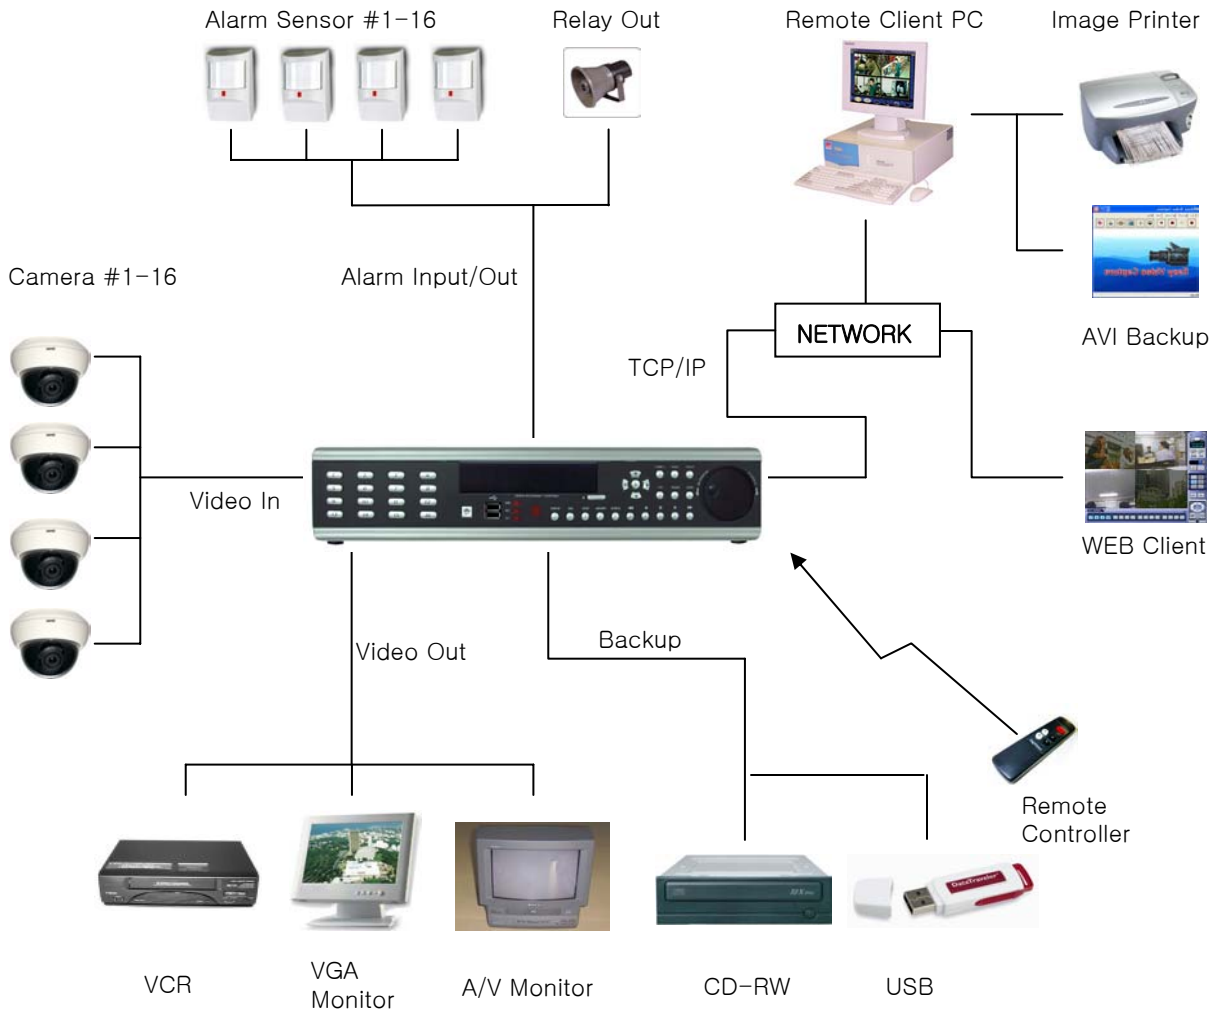 Alarm Sensor #1-16
Relay Out
Remote Client PC
Image Printer
Camera #1-16
Alarm Input/Out
NETWORK
AVI Backup
TCP/IP
Video In
WEB Client
Backup
Video Out
Remote
Controller
DataTraveler
VCR
VGA
Monitor
A/V Monitor
CD-RW
USB